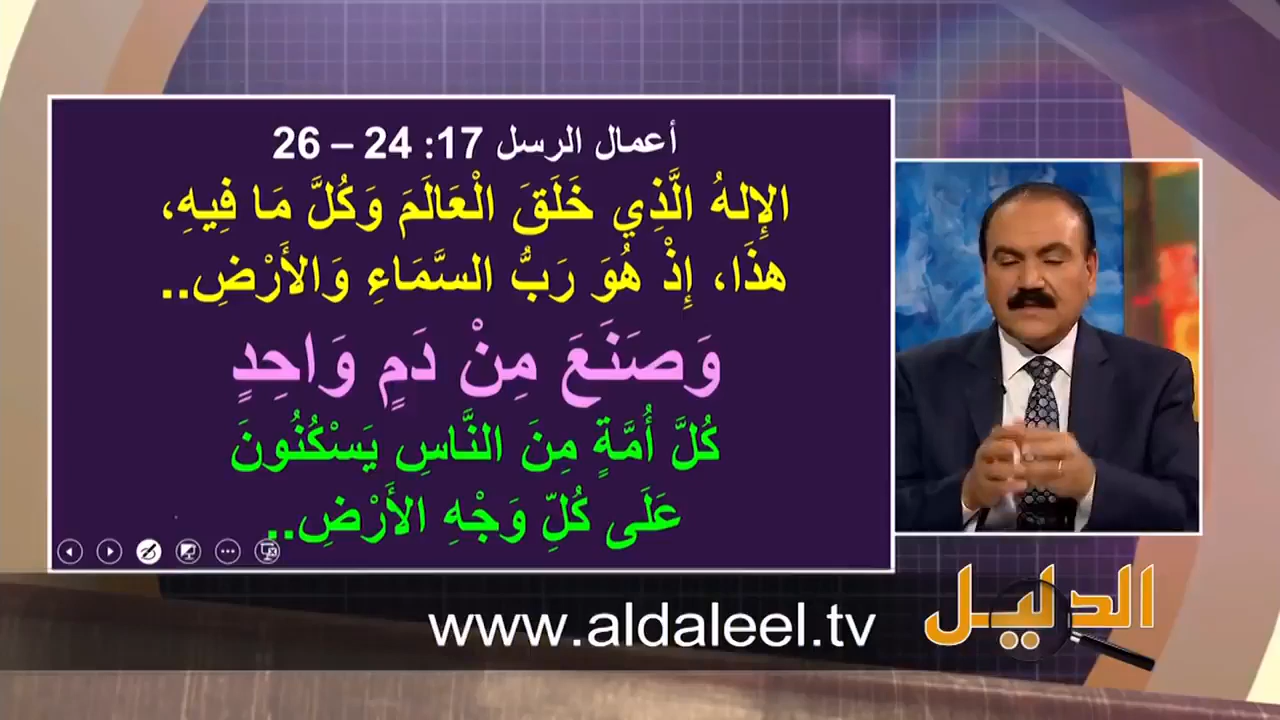 أعمال الرسل 17: 24 – 26
الإِلهُ الَّذِي خَلَقَ الْعَالَمَ وَكُلَّ مَا فِيهِ،
هذَا، إِذْ هُوَ رَبُّ السَّمَاءِ وَالأَرْضِ..
وَصَنَعَ مِنْ دَمٍ وَاحِدٍ
كُلَّ أُمَّةٍ مِنَ النَّاسِ يَسْكُنُونَ
عَلَى كُلِّ وَجْهِ الأَرْضِ..
الدليل
www.aldaleel.tv